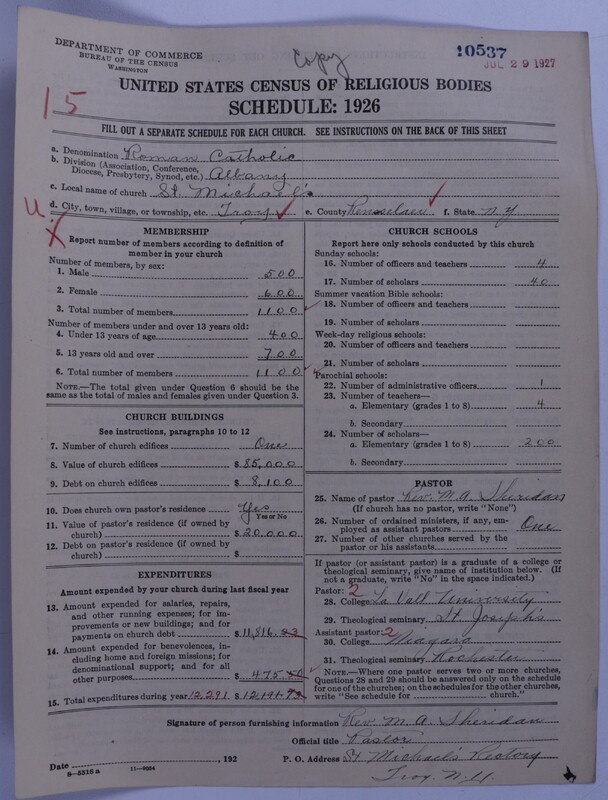 DEPARTMENT OF COMMERCE
BUREAU OF THE CENSUS
WASHINGTON
Copy
10537
JUL 29 1927
15
UNITED STATES CENSUS OF RELIGIOUS BODIES
SCHEDULE: 1926
FILL OUT A SEPARATE SCHEDULE FOR EACH CHURCH. SEE INSTRUCTIONS ON THE BACK OF THIS SHEET
a. Denomination Roman Catholic
b. Division (Association, Conference, Diocese, Presbytery, Synod, etc.) Albany
c. Local name of church St. Michael's
U. d. City, town, village, or township, etc. Troy e. County Rensselaer f. State N Y
MEMBERSHIP
Report number of members according to definition of
member in your church
Number of members, by sex:
1. Male 500
2. Female 600
3. Total number of members 1100
Number of members under and over 13 years old:
4. Under 13 years of age 400
5. 13 years old and over 700
6. Total number of members 1100
NOTE.—The total given under Question 6 should be
same as the total of males and females given under Question 3.
CHURCH BUILDINGS
See instructions, paragraphs 10 to 12
7. Number of church edifices One
8. Value of church edifices $ 85,000
9. Debt on church edifices $ 8,100
10. Does church own pastor's residence Yes
Yes or No
11. Value of pastor's residence (if owned by
church) $ 20,000
12. Debt on pastor's residence (if owned by
church) $
EXPENDITURES
Amount expended by your church during last fiscal year
13. Amount expended for salaries, repairs,
and other running expenses; for im-
provements or new buildings; and for
payments on church debt $ 11,816.23
14. Amount expended for benevolences,
including home and foreign missions; for
denominational support; and for all
other purposes $ 475.50
15. Total expenditures during year 12,291 $ 12,191.73
CHURCH SCHOOLS
Report here only schools conducted by this church
Sunday schools:
16. Number of officers and teachers 4
17. Number of scholars 40
Summer vacation Bible schools:
18. Number of officers and teachers
19. Number of scholars
Week-day religious schools:
20. Number of officers and teachers
21. Number of scholars
Parochial schools:
22. Number of administrative officers 1
23. Number of teachers—
a. Elementary (grades 1 to 8) 4
b. Secondary
24. Number of scholars—
a. Elementary (grades 1 to 8) 200
b. Secondary
PASTOR
25. Name of pastor Rev. M. A. Sheridan
(If church has no pastor, write "None")
26. Number of ordained ministers, if any, em-
ployed as assistant pastors One
27. Number of other churches served by the
pastor or his assistants
If pastor (or assistant pastor) is a graduate of a college or
theological seminary, give name of institution below. (If
not a graduate, write "No" in the space indicated.)
Pastor: 2
28. College La Vall University
29. Theological seminary St. Joseph's
Assistant pastor: 2
30. College Niagara
31. Theological seminary Rochester
NOTE.—Where one pastor serves two or more churches,
Questions 28 and 29 should be answered only on the schedule
for one of the churches; on the schedules for the other churches,
write "See schedule for church."
Signature of person furnishing information Rev. M. A. Sheridan
Official title Pastor
Date , 192 P. O. Address St Michael's Rectory
8—5518 a 11—9054 Troy N.Y.